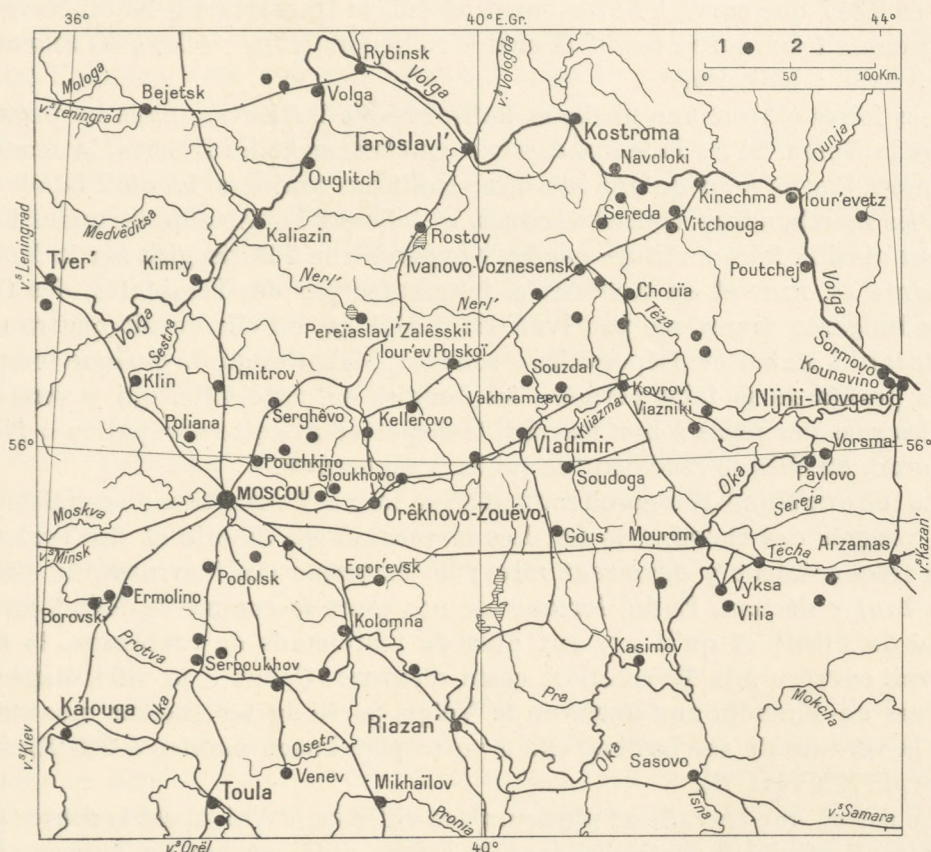 36°
40° E.Gr.
44°
1
2
0 50 100Km.
Mologa
Bejetsk
v.s Leningrad
Rybinsk
Volga
Volga
v.s Vologda
Iaroslavl'
Kostroma
Ounja
Ouglitch
Navoloki
Kinechma
Iour'evetz
Medvêditsa
Kaliazin
Rostov
Sereda
Vitchouga
v.s Leningrad
Tver'
Kimry
Nerl'
Ivanovo-Voznesensk
Poutchej
Nerl'
Chouïa
Volga
Volga
Sestra
Pereïaslavl' Zalêsskii
Têza
Iour'ev Polskoï
Sormovo
Klin
Dmitrov
Souzdal'
Kounavino
Vakhrameevo
Kovrov
Nijnii-Novgorod
Poliana
Serghêvo
Kellerovo
Kliazma
Viazniki
56°
Vladimir
Vorsma
56°
Pouchkino
Gloukhovo
Soudoga
Oka
Pavlovo
MOSCOU
Sereja
Moskva
Orêkhovo-Zouévo
v.s Minsk
Gous
Mourom
Têcha
Arzamas
v.s Kazan'
Podolsk
Egor'evsk
Borovsk
Ermolino
Vyksa
Vilia
Kolomna
Potva
Serpoukhov
Kasimov
Kalouga
Oka
Pra
Mokcha
Riazan'
v.s Kiev
Osetr
Oka
Sasovo
Venev
Mikhaïlov
Toula
Pronia
Tsna
v.s Samara
v.s Orël
40°